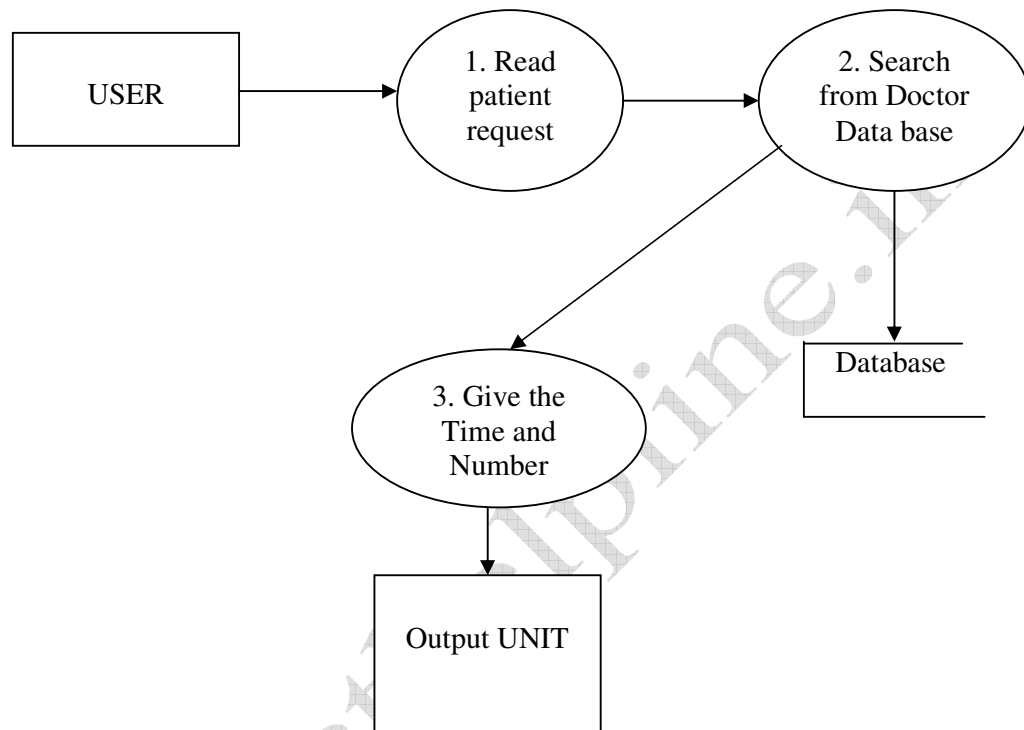 USER
1. Read
patient
request
2. Search
from Doctor
Data base
Database
3. Give the
Time and
Number
Output UNIT